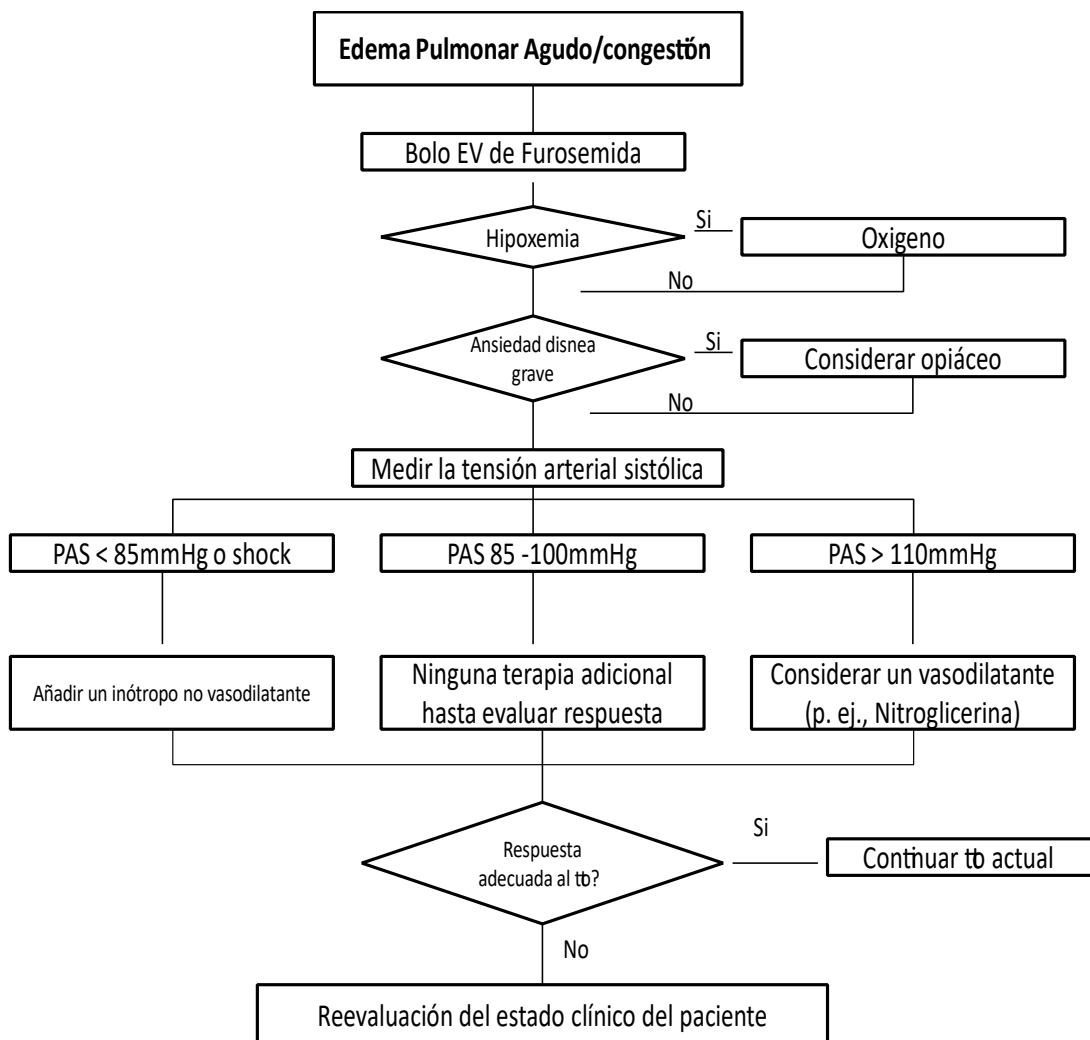 Edema Pulmonar Agudo/congestión
Bolo EV de Furosemida
Hipoxemia
Si
Oxigeno
No
Ansiedad disnea
grave
Si
Considerar opiáceo
No
Medir la tensión arterial sistólica
PAS < 85mmHg o shock
PAS 85 -100mmHg
PAS > 110mmHg
Añadir un inótropo no vasodilatante
Ninguna terapia adicional
hasta evaluar respuesta
Considerar un vasodilatante
(p. ej., Nitroglicerina)
Respuesta
adecuada al tto?
Si
Continuar tto actual
No
Reevaluación del estado clínico del paciente